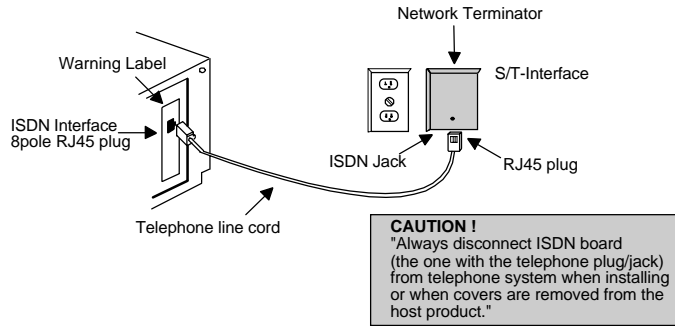 Network Terminator
Warning Label
S/T-Interface
ISDN Interface
8pole RJ45 plug
ISDN Jack
RJ45 plug
Telephone line cord
CAUTION !
"Always disconnect ISDN board
(the one with the telephone plug/jack)
from telephone system when installing
or when covers are removed from the
host product."